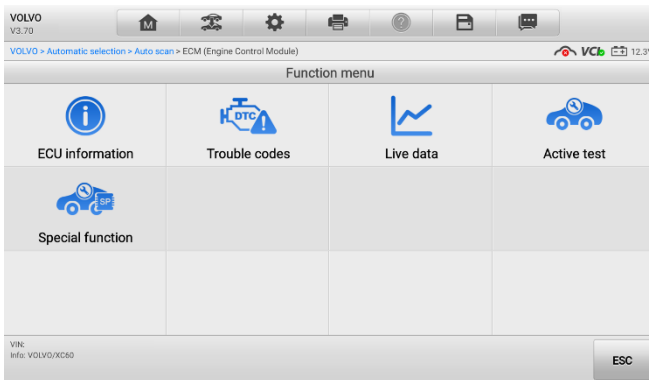 VOLVO
V3.70
M
?
VOLVO > Automatic selection > Auto scan > ECM (Engine Control Module)
VCI
12.3
Function menu
i
DTC
ECU information
Trouble codes
Live data
Active test
SP
Special function
VIN:
Info: VOLVO/XC60
ESC